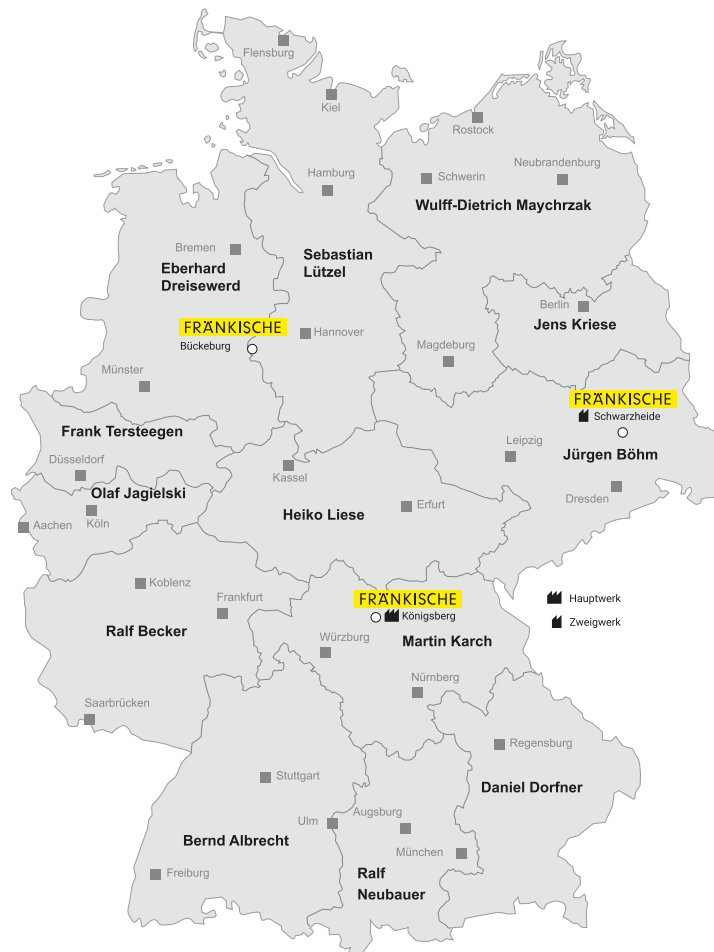 Flensburg
Kiel
Rostock
Hamburg
Schwerin
Neubrandenburg
Wulff-Dietrich Maychrzak
Bremen
Sebastian
Lützel
Eberhard
Dreisewerd
Berlin
Jens Kriese
FRÄNKISCHE
Bückeburg
Hannover
Magdeburg
Münster
FRÄNKISCHE
Schwarzheide
Frank Tersteegen
Leipzig
Jürgen Böhm
Düsseldorf
Kassel
Dresden
Olaf Jagielski
Aachen
Köln
Heiko Liese
Erfurt
Koblenz
Frankfurt
FRÄNKISCHE
Königsberg
Hauptwerk
Zweigwerk
Ralf Becker
Würzburg
Martin Karch
Nürnberg
Saarbrücken
Regensburg
Stuttgart
Daniel Dorfner
Ulm
Augsburg
Bernd Albrecht
München
Freiburg
Ralf
Neubauer